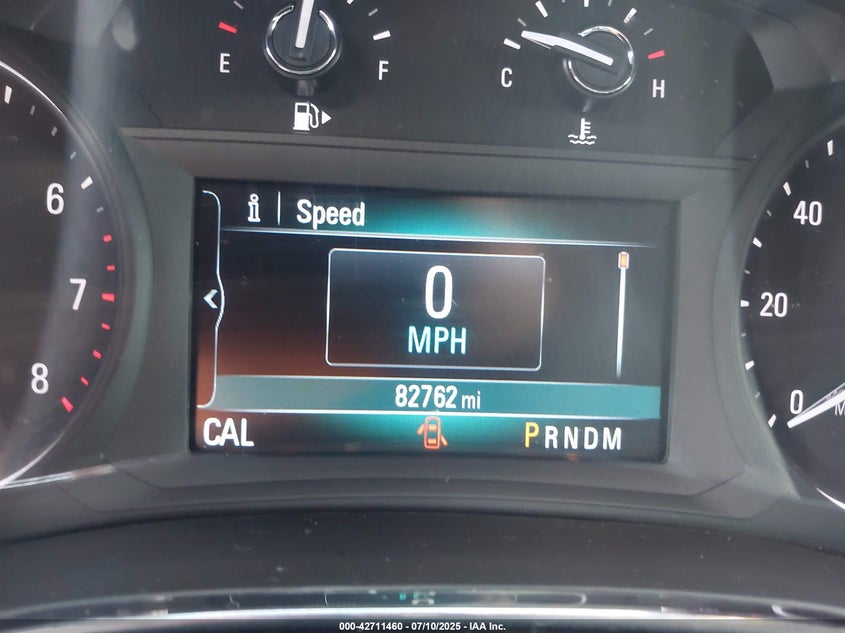 E F
C H
6
7
8
i | Speed
0
MPH
82762 mi
CAL
PRNDM
40
20
0
000-42711460 - 07/10/2025 - IAA Inc.